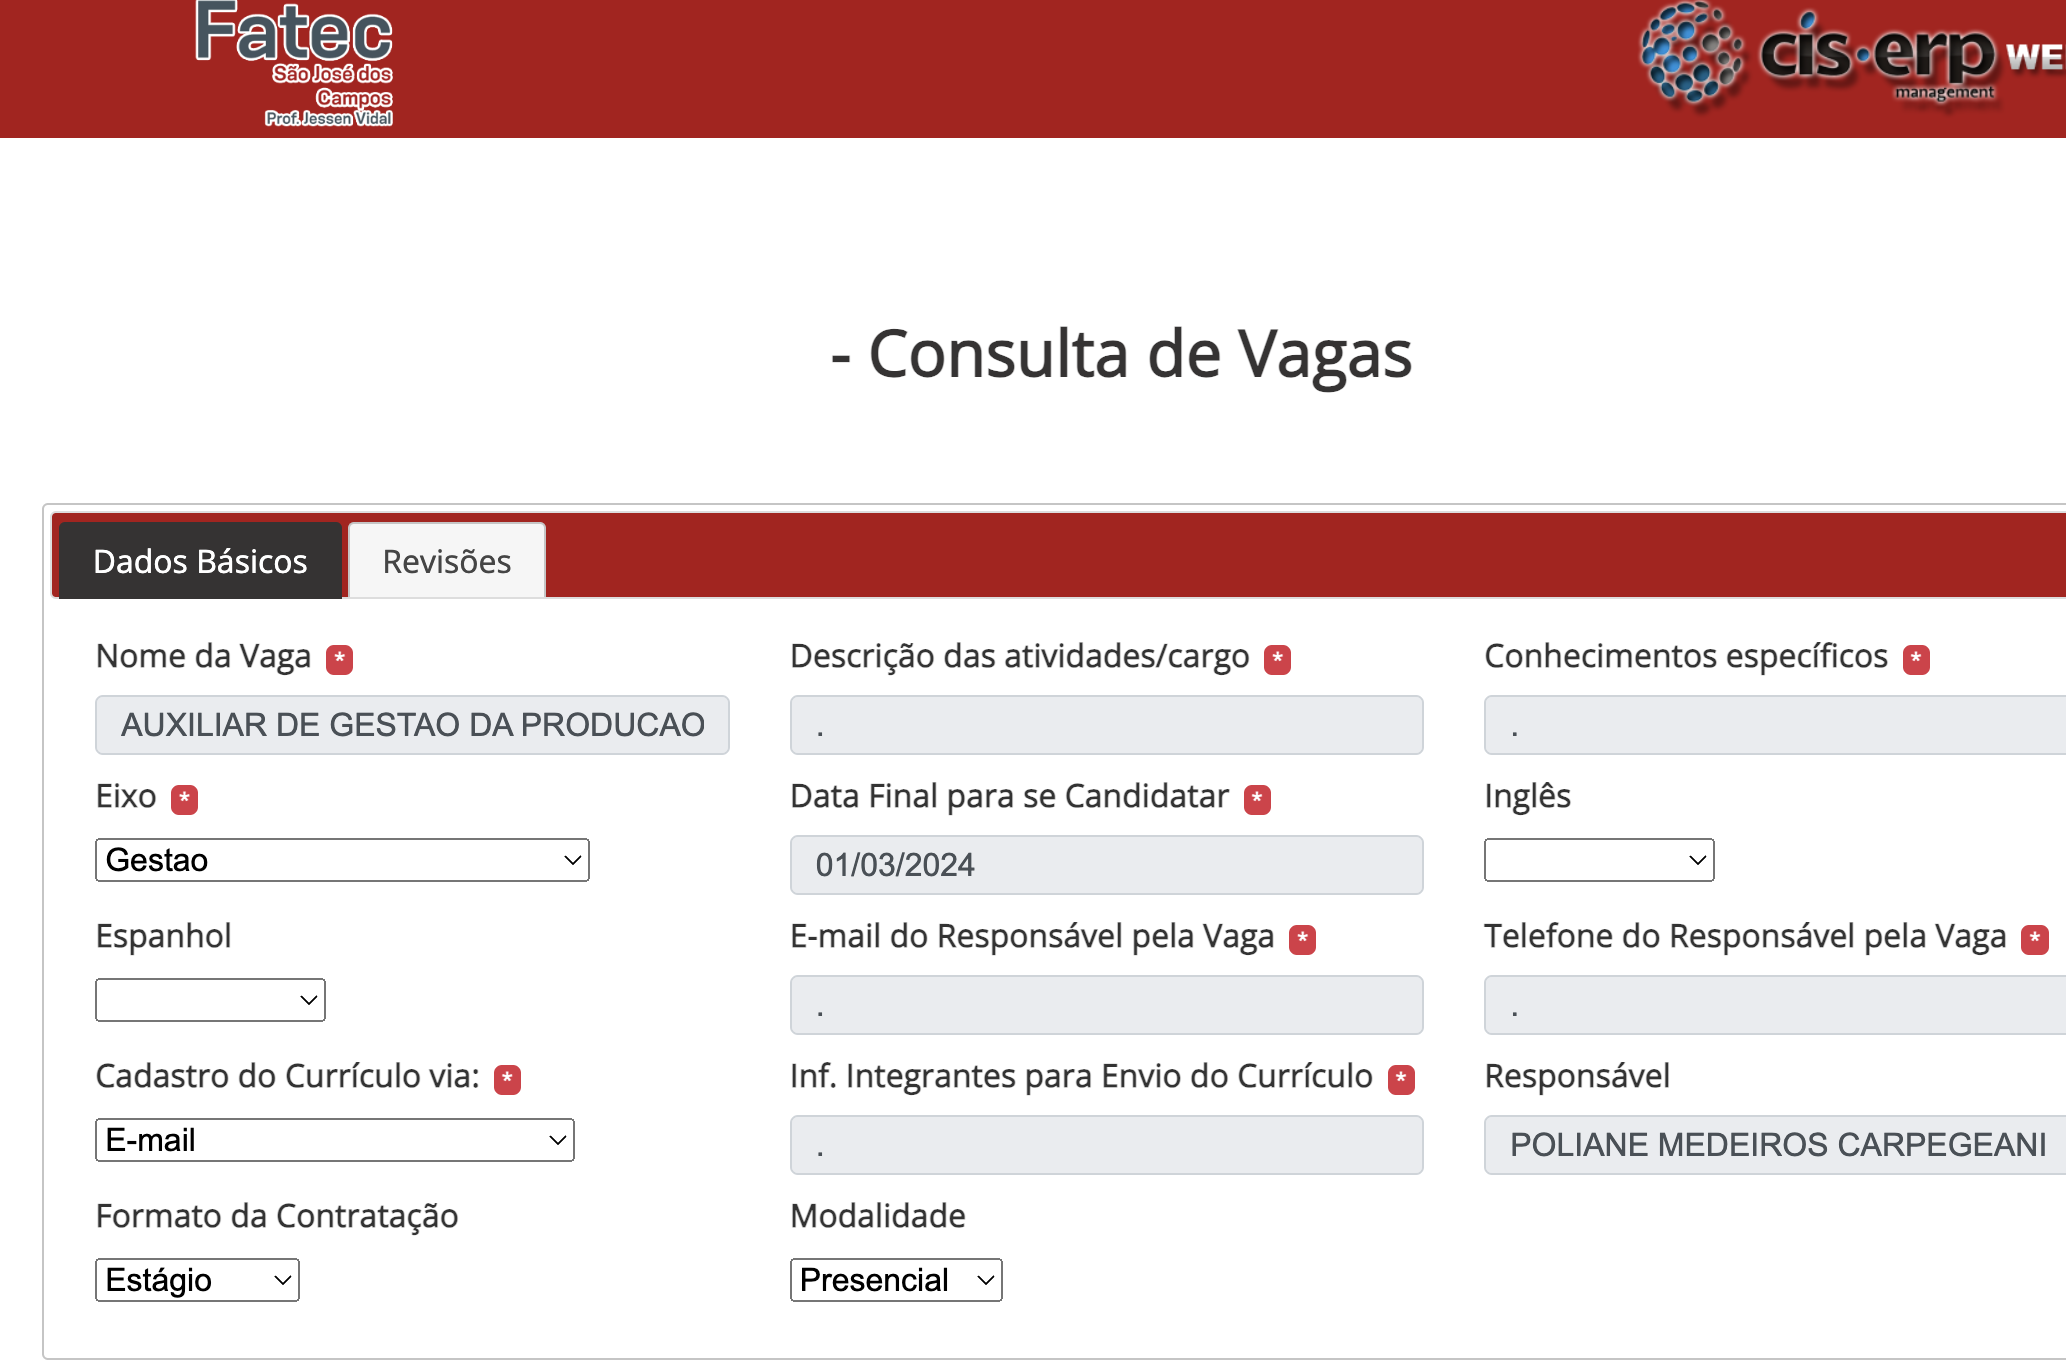 Fatec
São José dos
Campos
Prof. Jessen Vidal
cis·erp WE
management
- Consulta de Vagas
Dados Básicos Revisões
Nome da Vaga * Descrição das atividades/cargo * Conhecimentos específicos *
AUXILIAR DE GESTAO DA PRODUCAO . .
Eixo * Data Final para se Candidatar * Inglês
Gestao 01/03/2024
Espanhol E-mail do Responsável pela Vaga * Telefone do Responsável pela Vaga *
. .
Cadastro do Currículo via: * Inf. Integrantes para Envio do Currículo * Responsável
E-mail . POLIANE MEDEIROS CARPEGEANI
Formato da Contratação Modalidade
Estágio Presencial